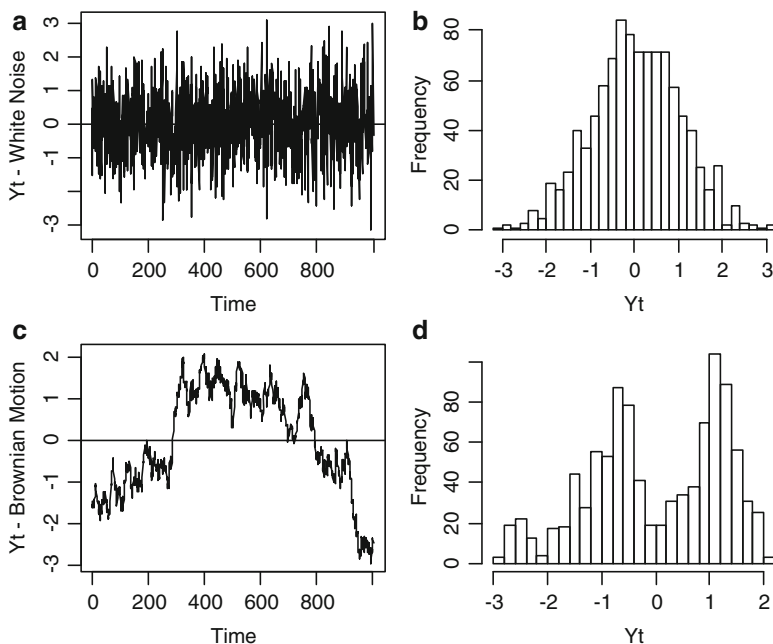 a
Yt - White Noise
3
2
1
0
-1
-3
0 200 400 600 800
Time
b
Frequency
80
60
40
20
0
-3 -2 -1 0 1 2 3
Yt
c
Yt - Brownian Motion
2
1
0
-1
-2
-3
0 200 400 600 800
Time
d
Frequency
80
60
40
20
0
-3 -2 -1 0 1 2
Yt